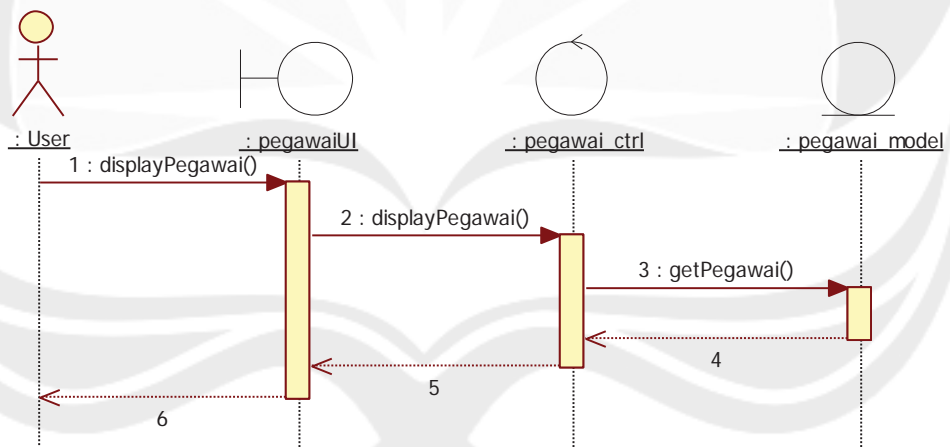 : User
: pegawaiUI
: pegawai_ctrl
: pegawai_model
1 : displayPegawai()
2 : displayPegawai()
3 : getPegawai()
4
5
6